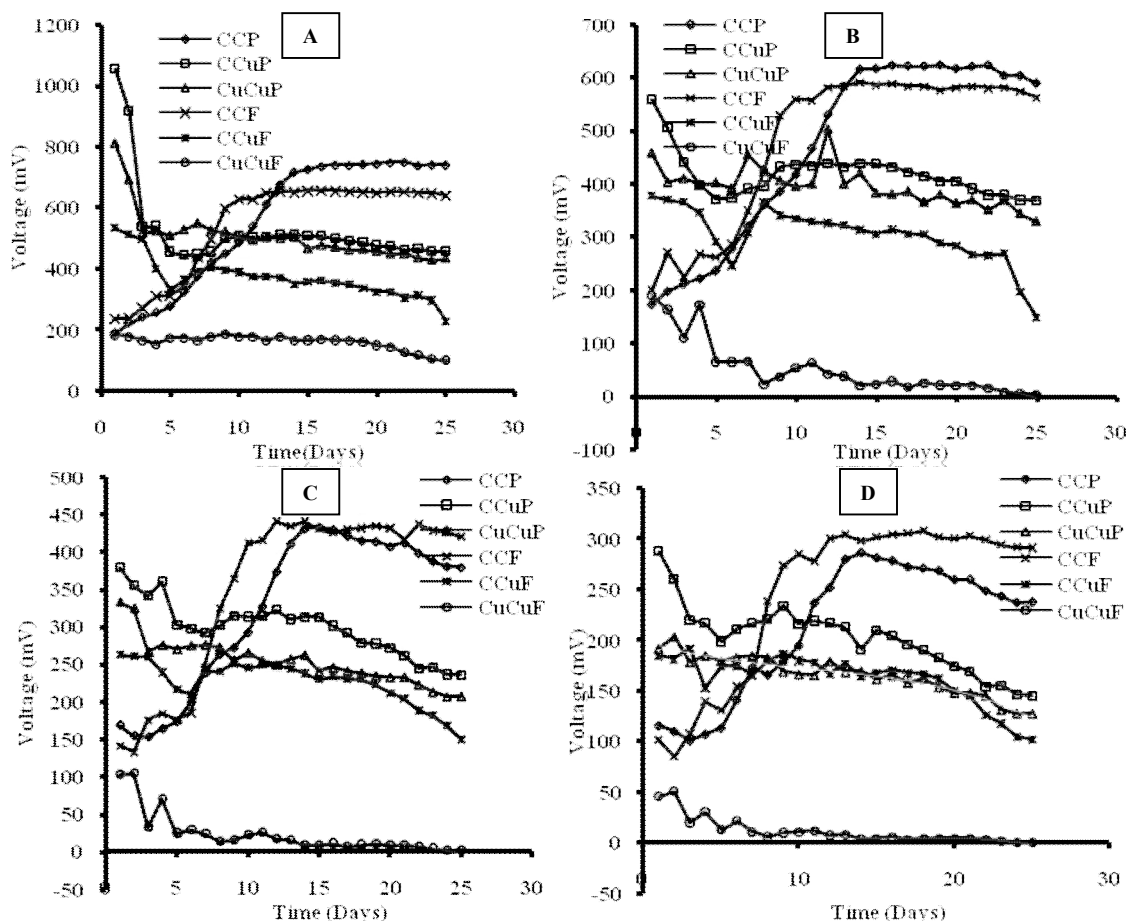 A
1200
1000
800
600
400
200
0
Voltage (mV)
CCP
CCuP
CuCuP
CCF
CCuF
CuCuF
0 5 10 15 20 25 30
Time(Days)
B
700
600
500
400
300
200
100
0
-100
Voltage (mV)
CCP
CCuP
CuCuP
CCF
CCuF
CuCuF
5 10 15 20 25 30
Time(Days)
C
500
450
400
350
300
250
200
150
100
50
0
-50
Voltage (mV)
CCP
CCuP
CuCuP
CCF
CCuF
CuCuF
5 10 15 20 25 30
Time (Days)
D
350
300
250
200
150
100
50
0
-50
Voltage (mV)
CCP
CCuP
CuCuP
CCF
CCuF
CuCuF
0 10 20 30
Time (Days)